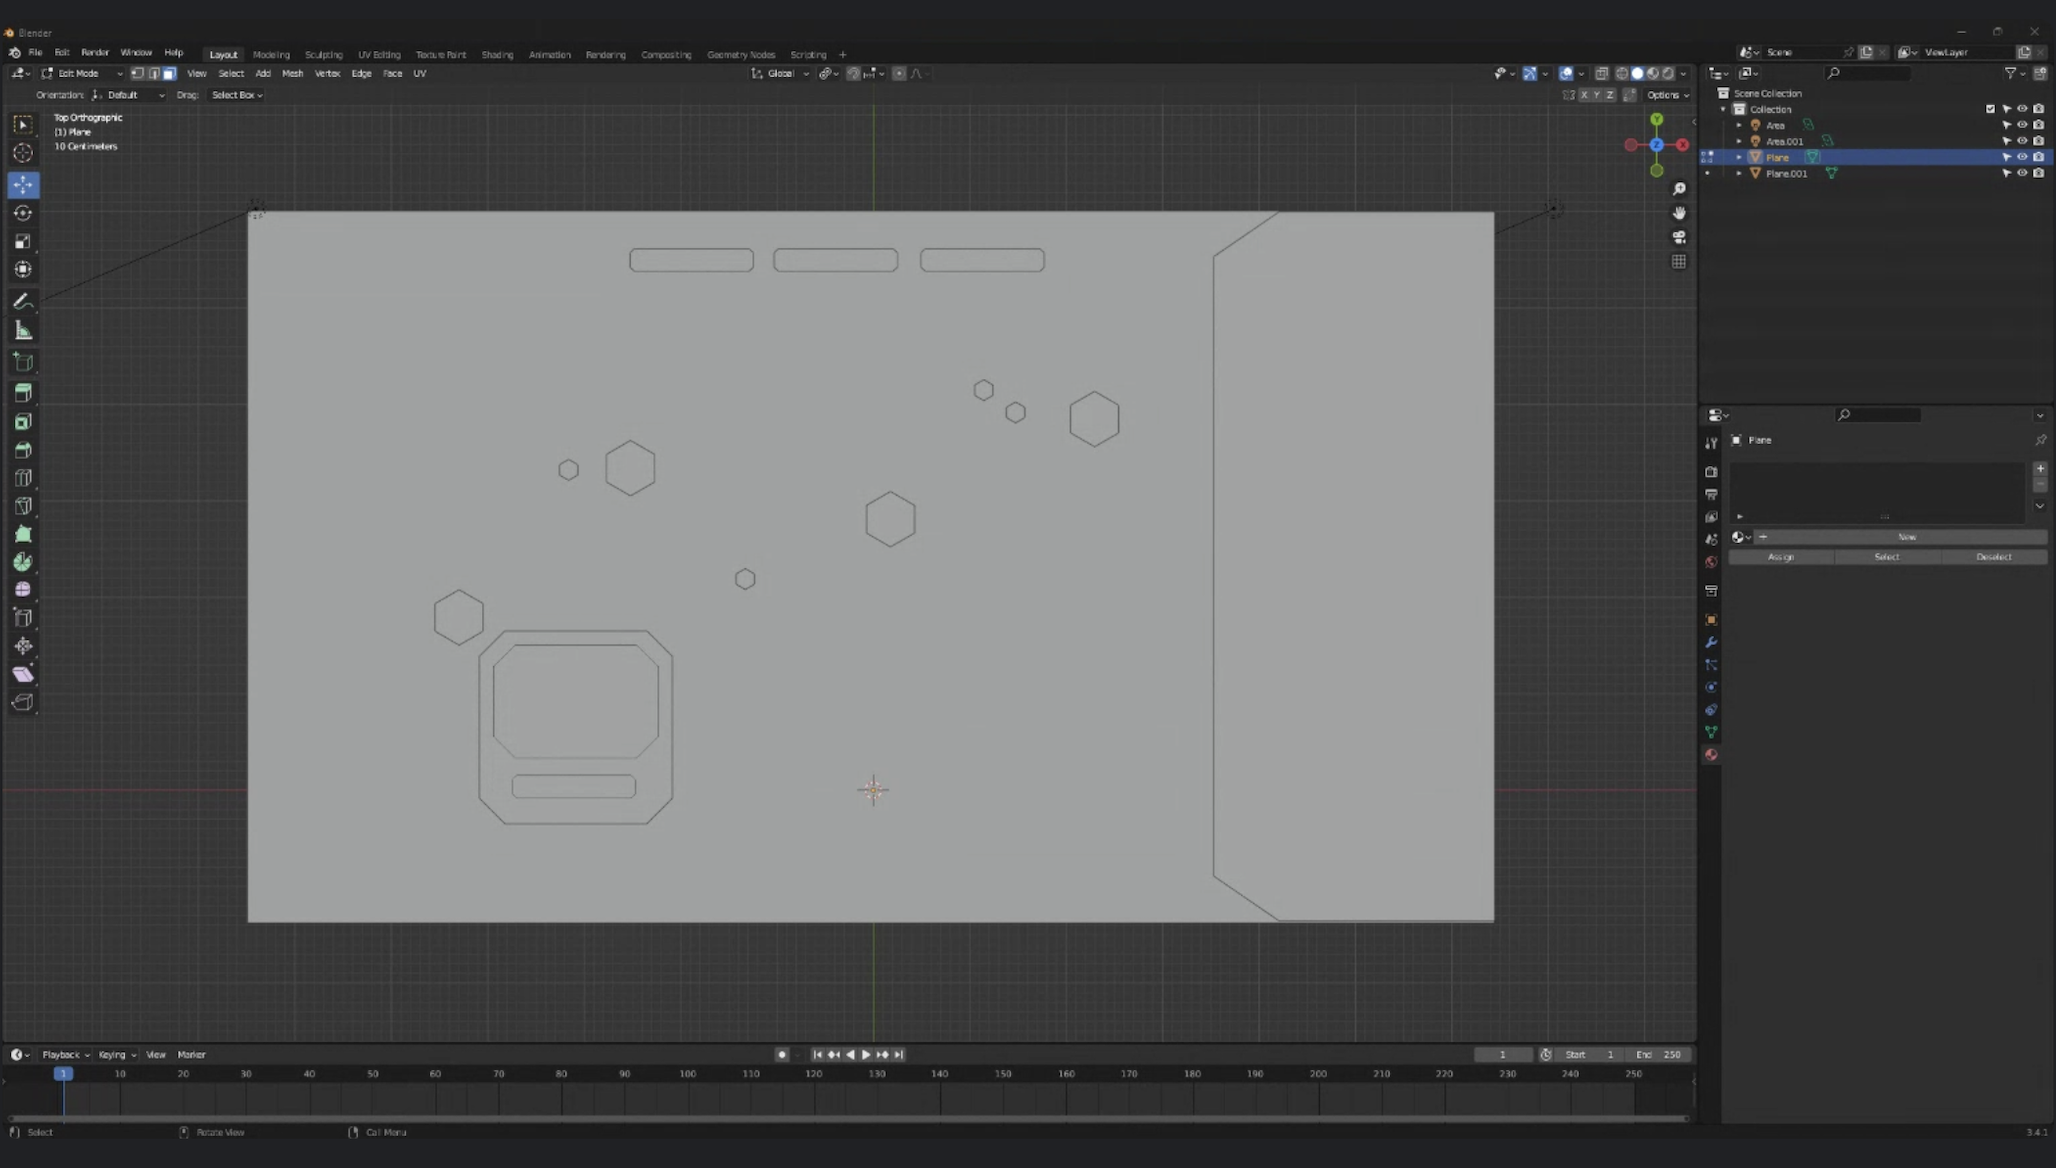 Blender
File Edit Render Window Help Layout Modeling Sculpting UV Editing Texture Paint Shading Animation Rendering Compositing Geometry Nodes Scripting + Scene ViewLayer
Edit Mode View Select Add Mesh Vertex Edge Face UV Global
Orientation: Default Drag: Select Box X Y Z Options
Top Orthographic
(1) Plane
10 Centimeters
Y
Z
X
Scene Collection
Collection
Area
Area.001
Plane
Plane.001
Plane
New
Assign Select Deselect
Playback Keying View Marker 1 Start 1 End 250
1 10 20 30 40 50 60 70 80 90 100 110 120 130 140 150 160 170 180 190 200 210 220 230 240 250
Select Rotate View Call Menu 3.4.1